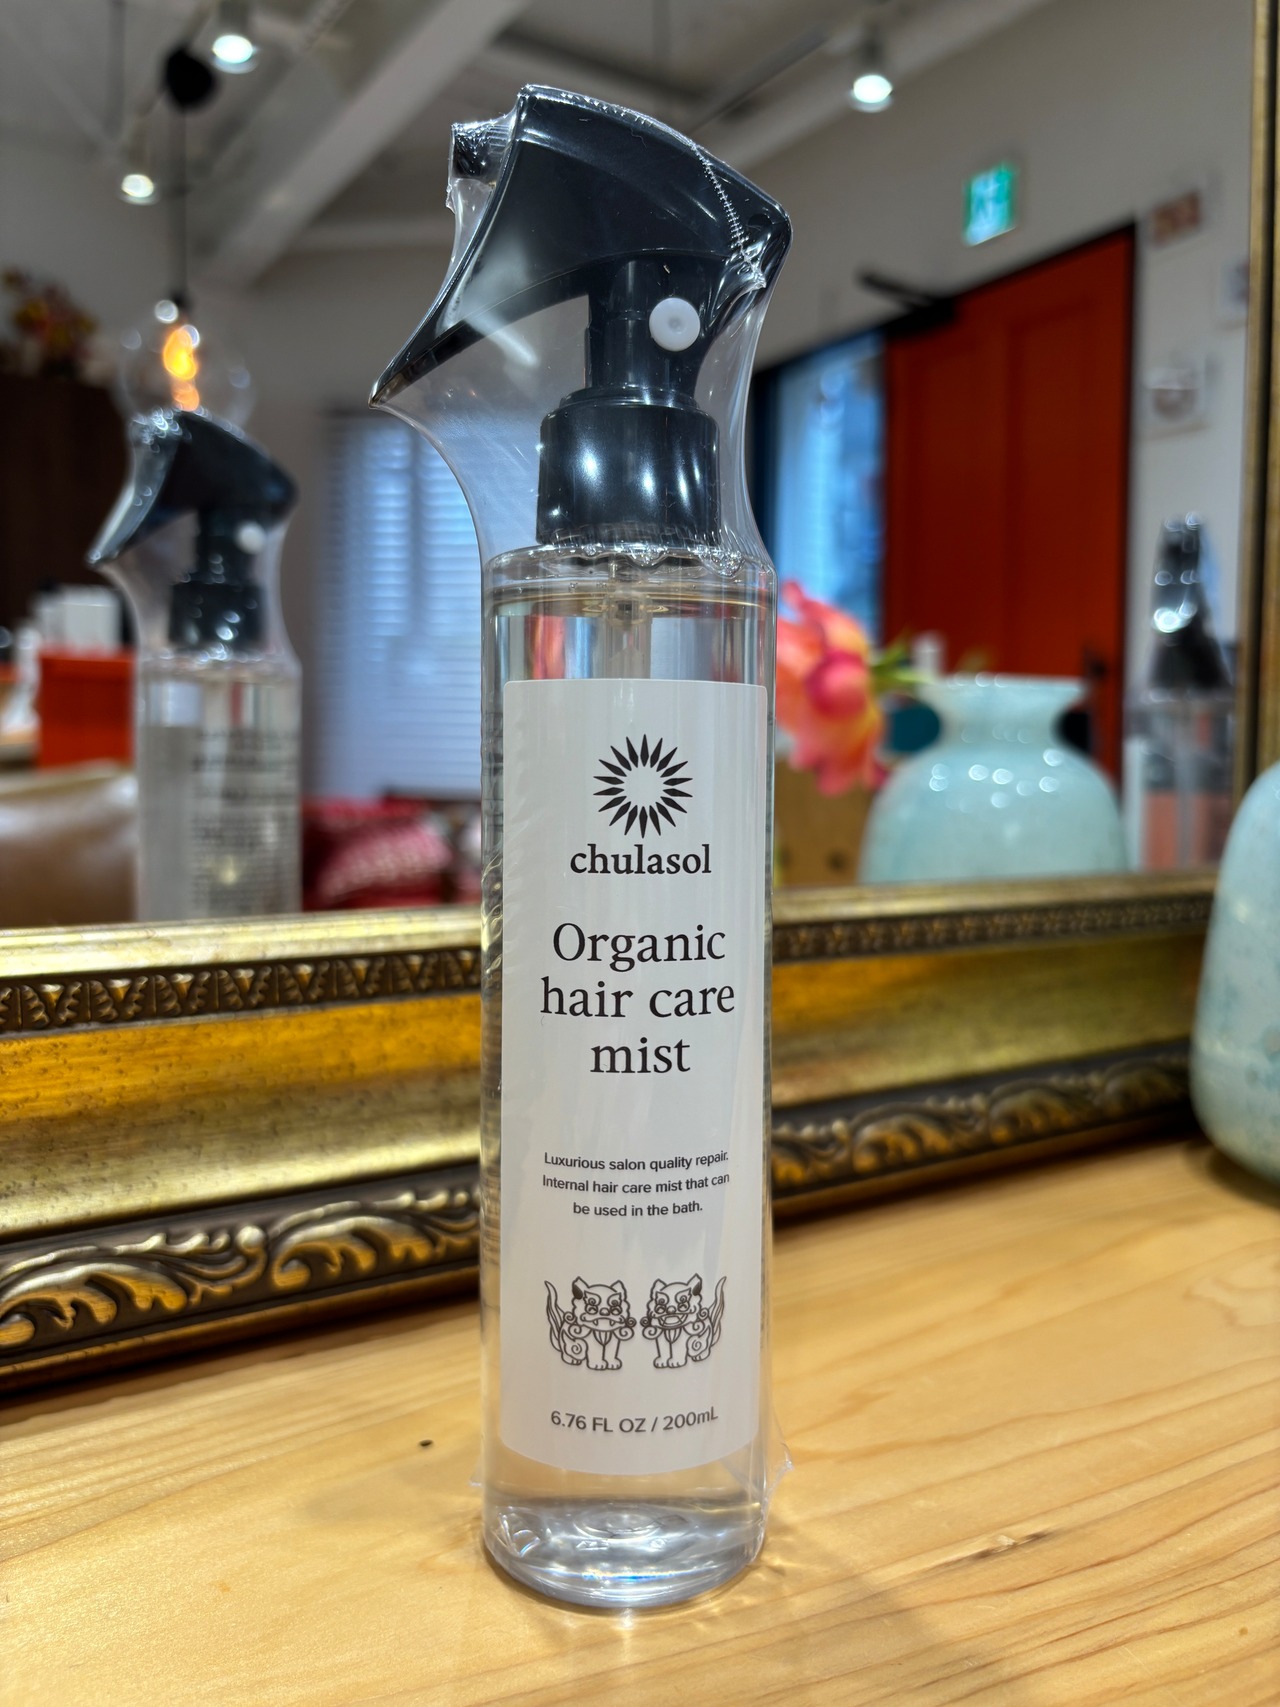 chulasol
Organic
hair care
mist
Luxurious salon quality repair.
Internal hair care mist that can
be used in the bath.
6.76 FL OZ / 200mL